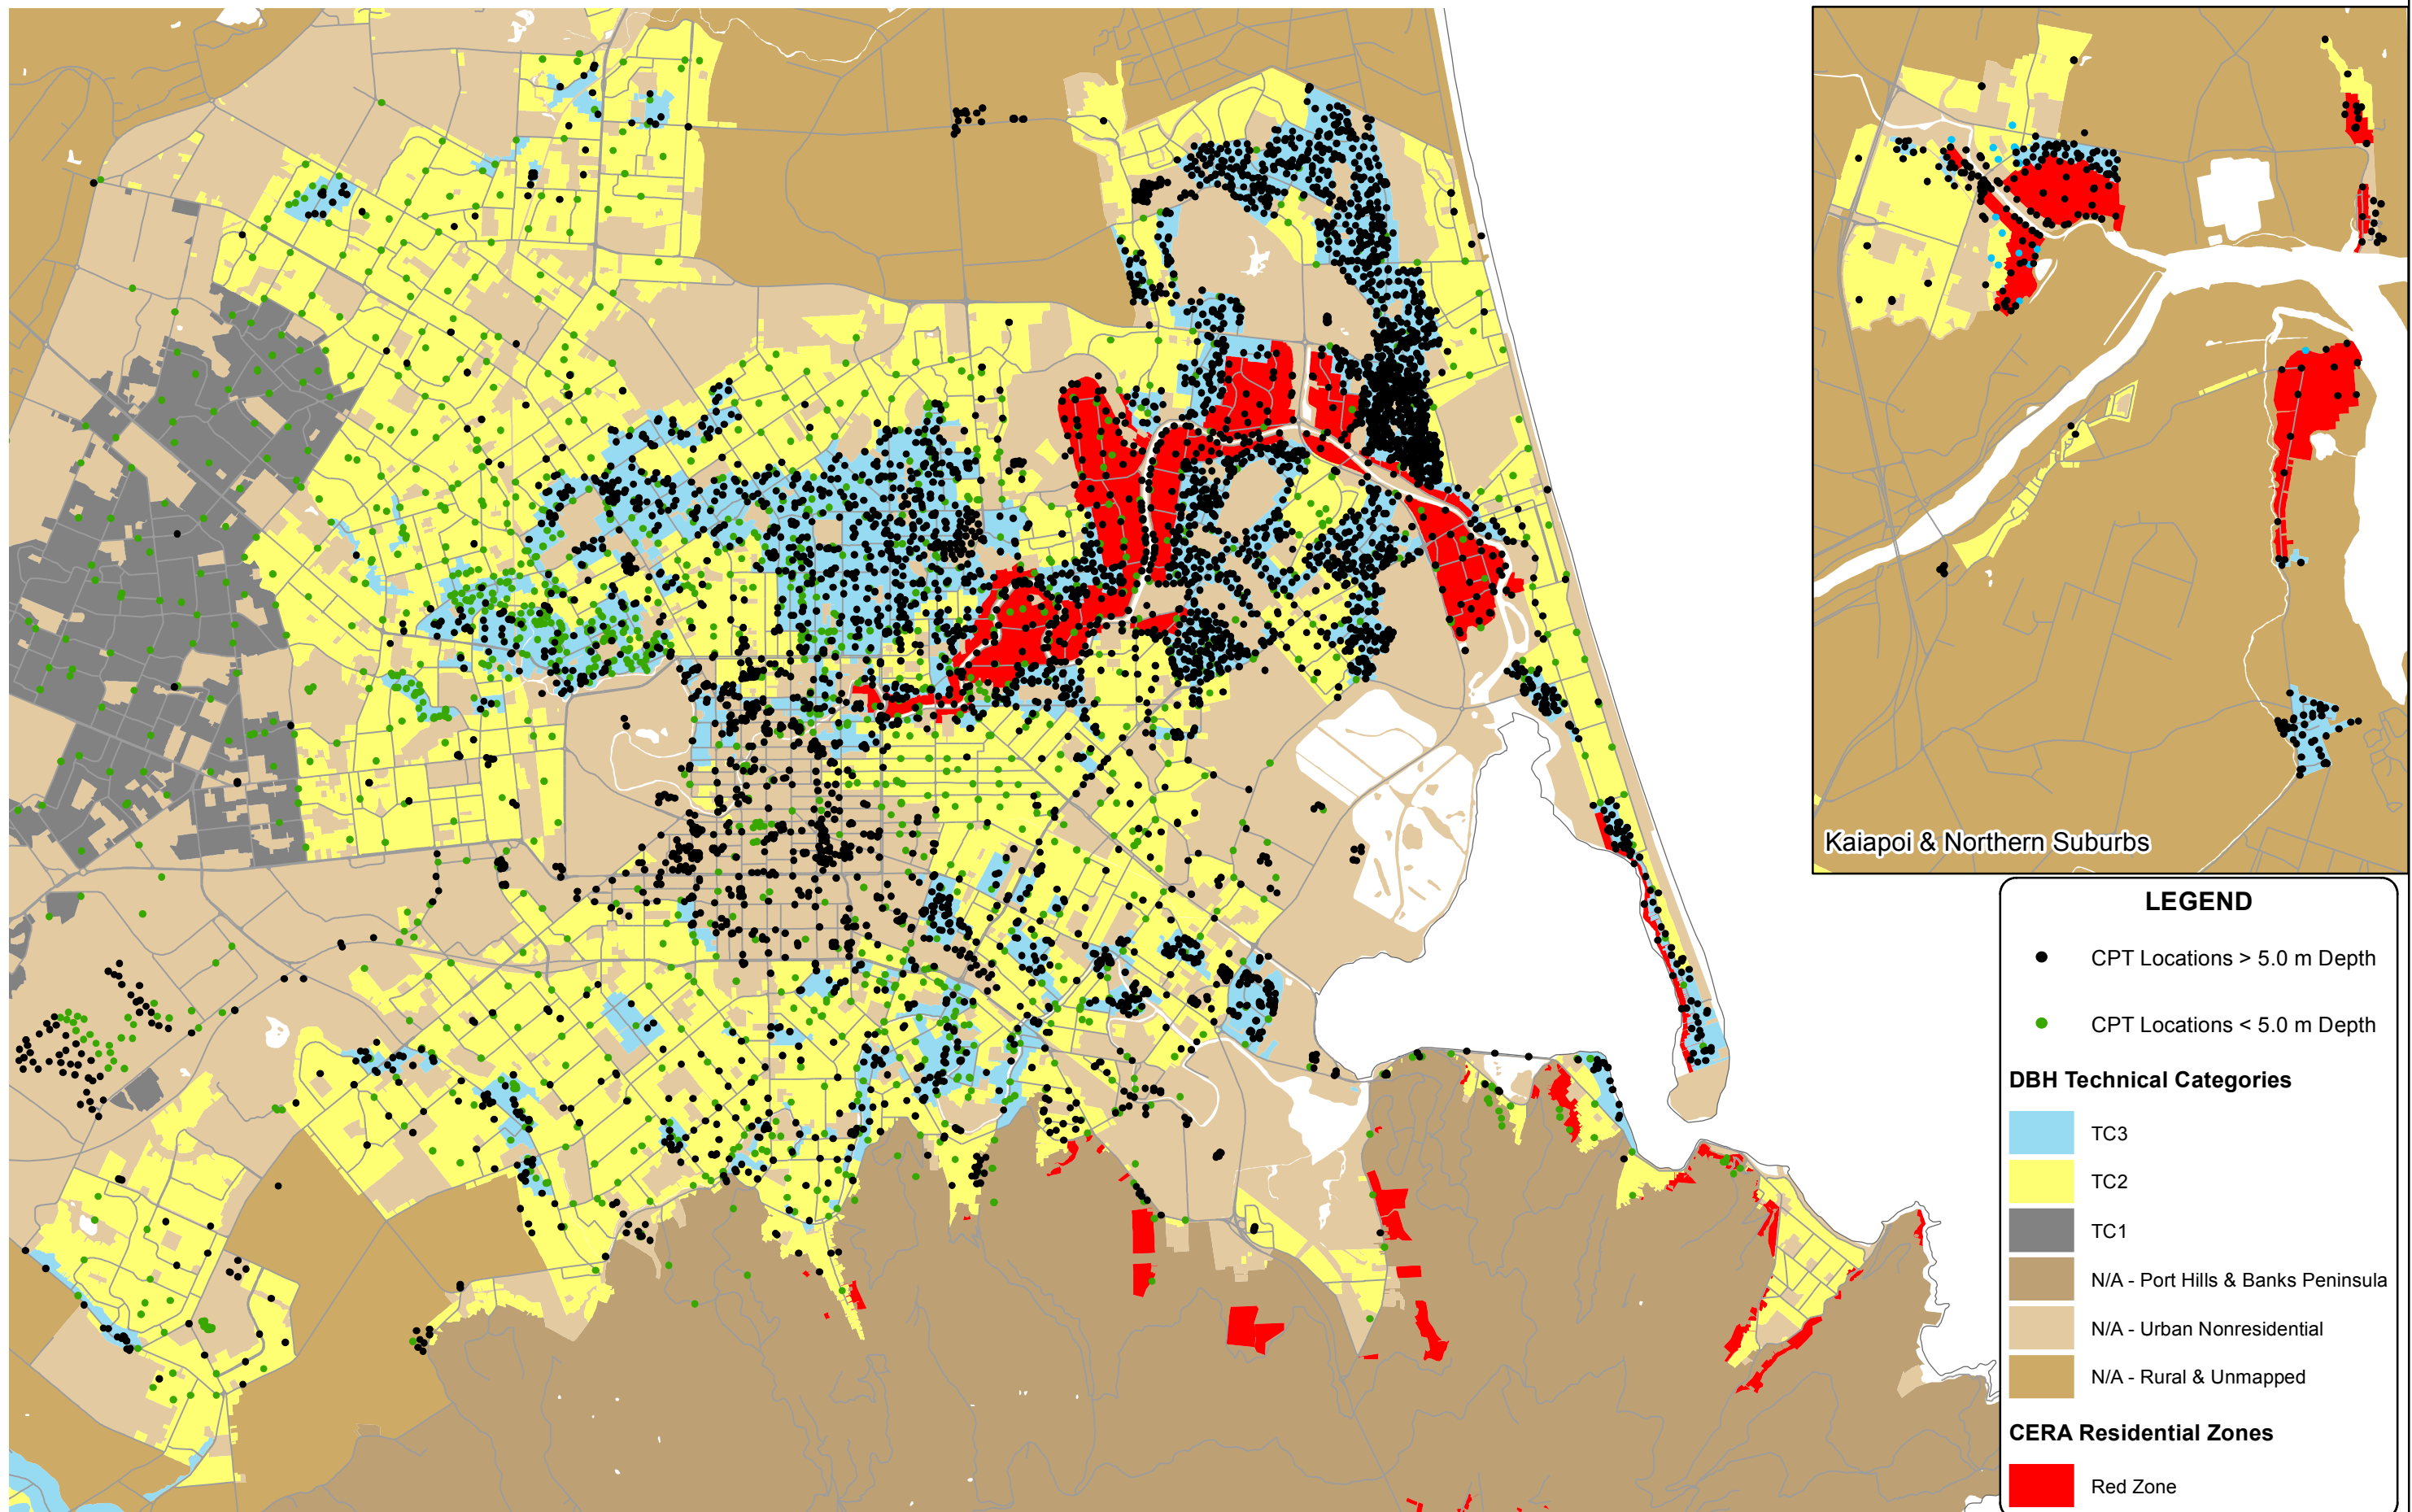 Kaiapoi & Northern Suburbs
LEGEND
CPT Locations > 5.0 m Depth
CPT Locations < 5.0 m Depth
DBH Technical Categories
TC3
TC2
TC1
N/A - Port Hills & Banks Peninsula
N/A - Urban Nonresidential
N/A - Rural & Unmapped
CERA Residential Zones
Red Zone